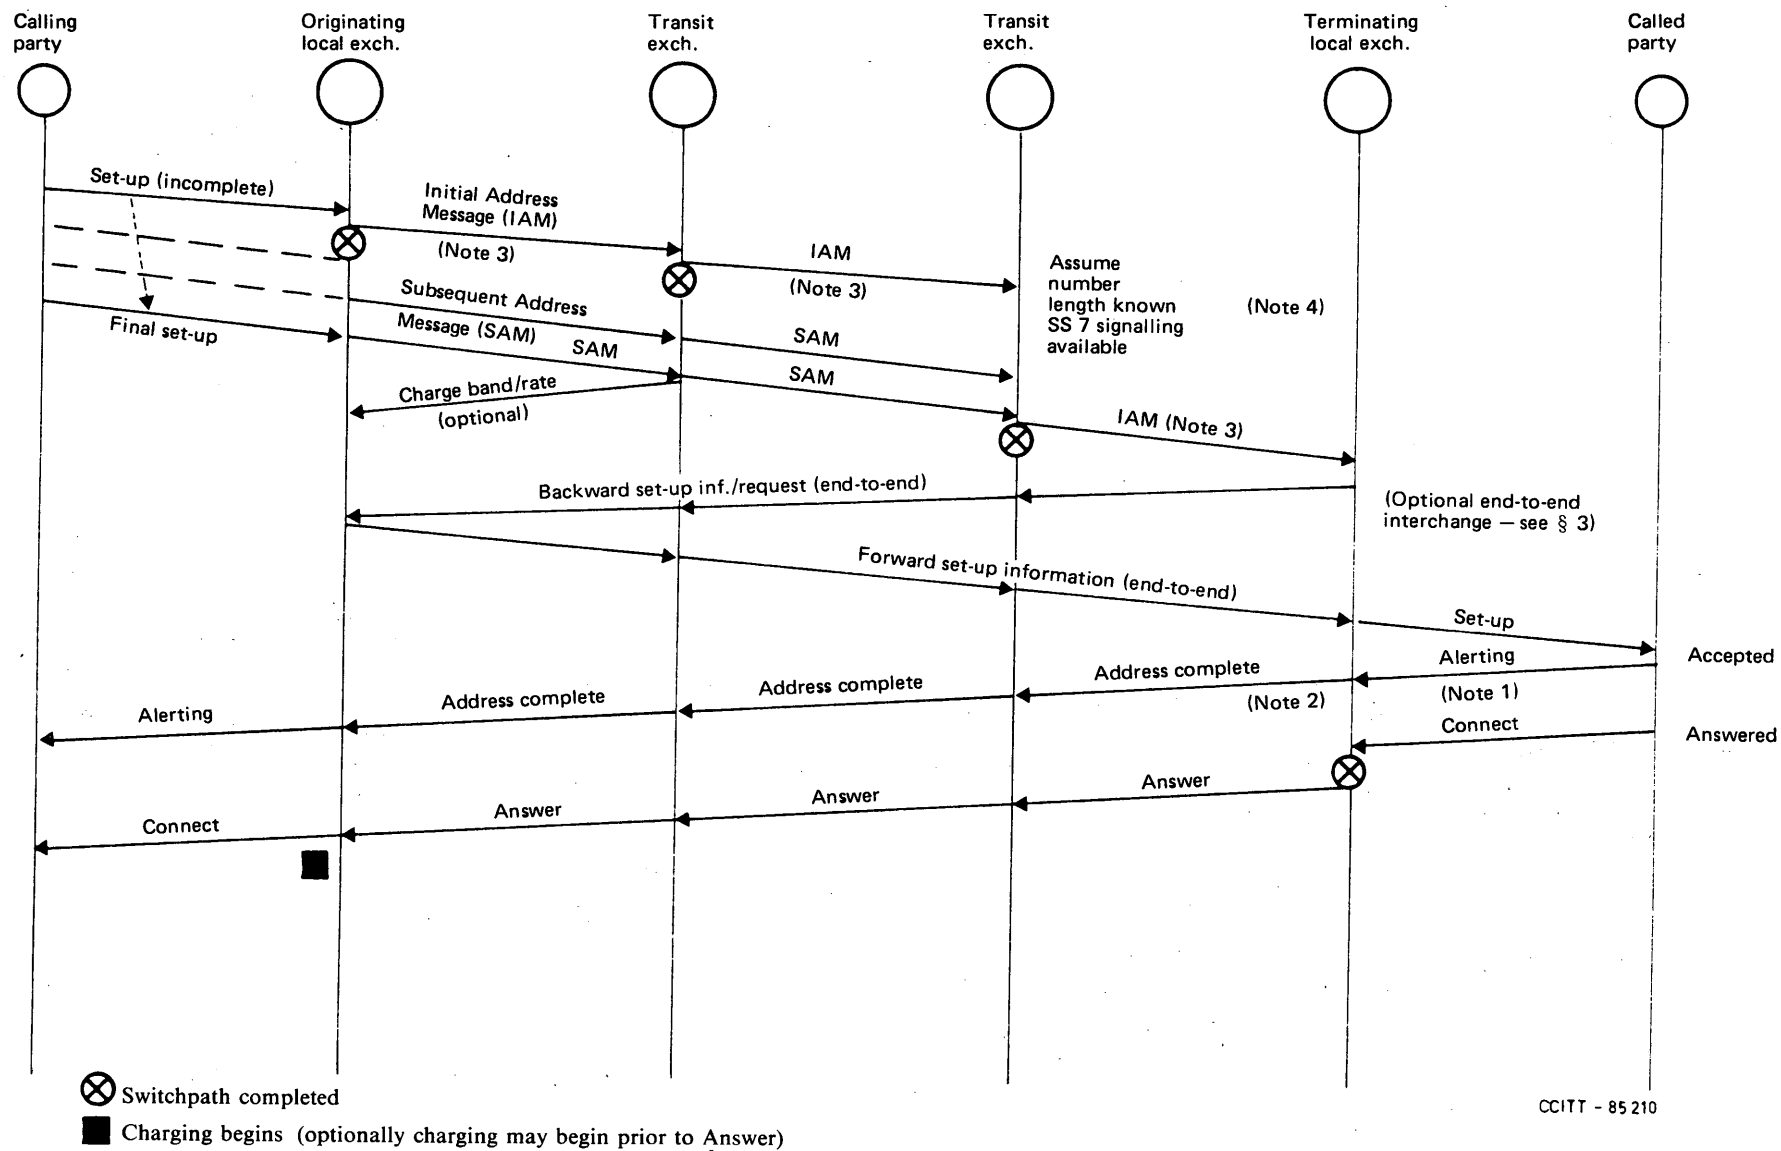 Calling
party
Originating
local exch.
Transit
exch.
Transit
exch.
Terminating
local exch.
Called
party
Set-up (incomplete)
Initial Address
Message (IAM)
(Note 3)
IAM
(Note 3)
Assume
number
length known
SS 7 signalling
available
(Note 4)
Subsequent Address
Message (SAM)
Final set-up
SAM
SAM
SAM
Charge band/rate
(optional)
IAM (Note 3)
Backward set-up inf./request (end-to-end)
(Optional end-to-end
interchange — see § 3)
Forward set-up information (end-to-end)
Set-up
Accepted
Alerting
(Note 1)
Address complete
(Note 2)
Address complete
Address complete
Alerting
Connect
Answered
Answer
Answer
Answer
Connect
Switchpath completed
Charging begins (optionally charging may begin prior to Answer)
CCITT - 85 210